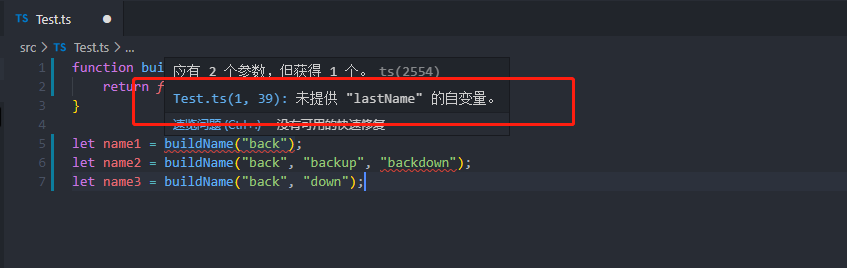 TS Test.ts
src > TS Test.ts > ...
1 function bui
应有 2 个参数，但获得 1 个。 ts(2554)
2 return
Test.ts(1, 39): 未提供 "lastName" 的自变量。
3 }
速览问题 (Ctrl+.) 没有可用的快速修复
4
5 let name1 = buildName("back");
6 let name2 = buildName("back", "backup", "backdown");
7 let name3 = buildName("back", "down");